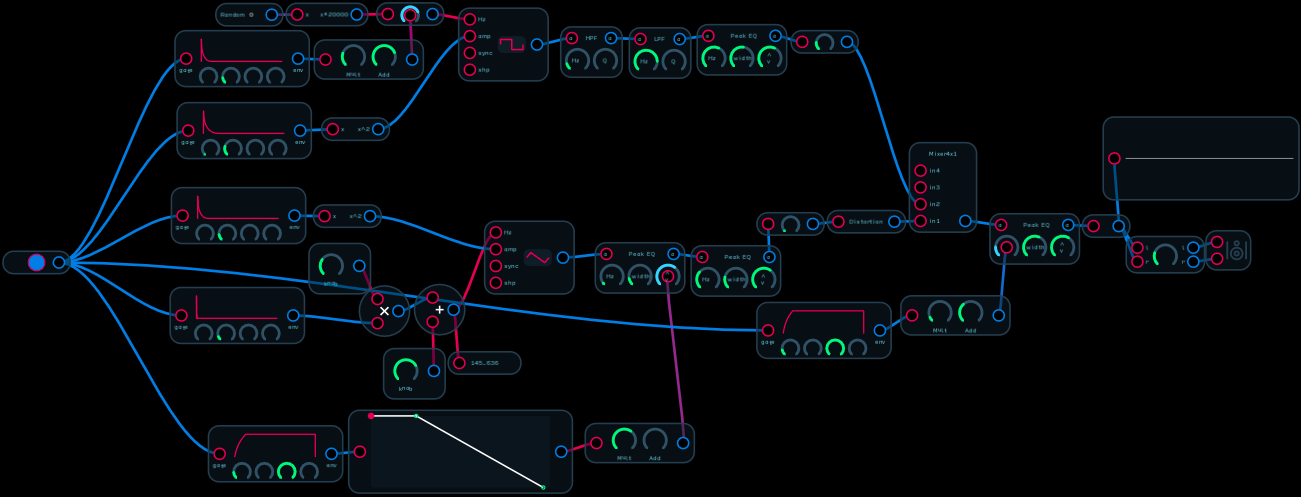 Random
x x*20000
Hz
amp
sync
shp
HPF
Hz Q
LPF
Hz Q
Peak EQ
Hz width
gate env
Mult Add
gate env
x x^2
Mixer4x1
in4
in3
in2
in1
gate env
x x^2
Hz
amp
sync
shp
Peak EQ
Hz width
Peak EQ
Hz width
Distortion
Peak EQ
width
knob
×
+
gate env
knob
145.636
gate env
Mult Add
gate env
Mult Add